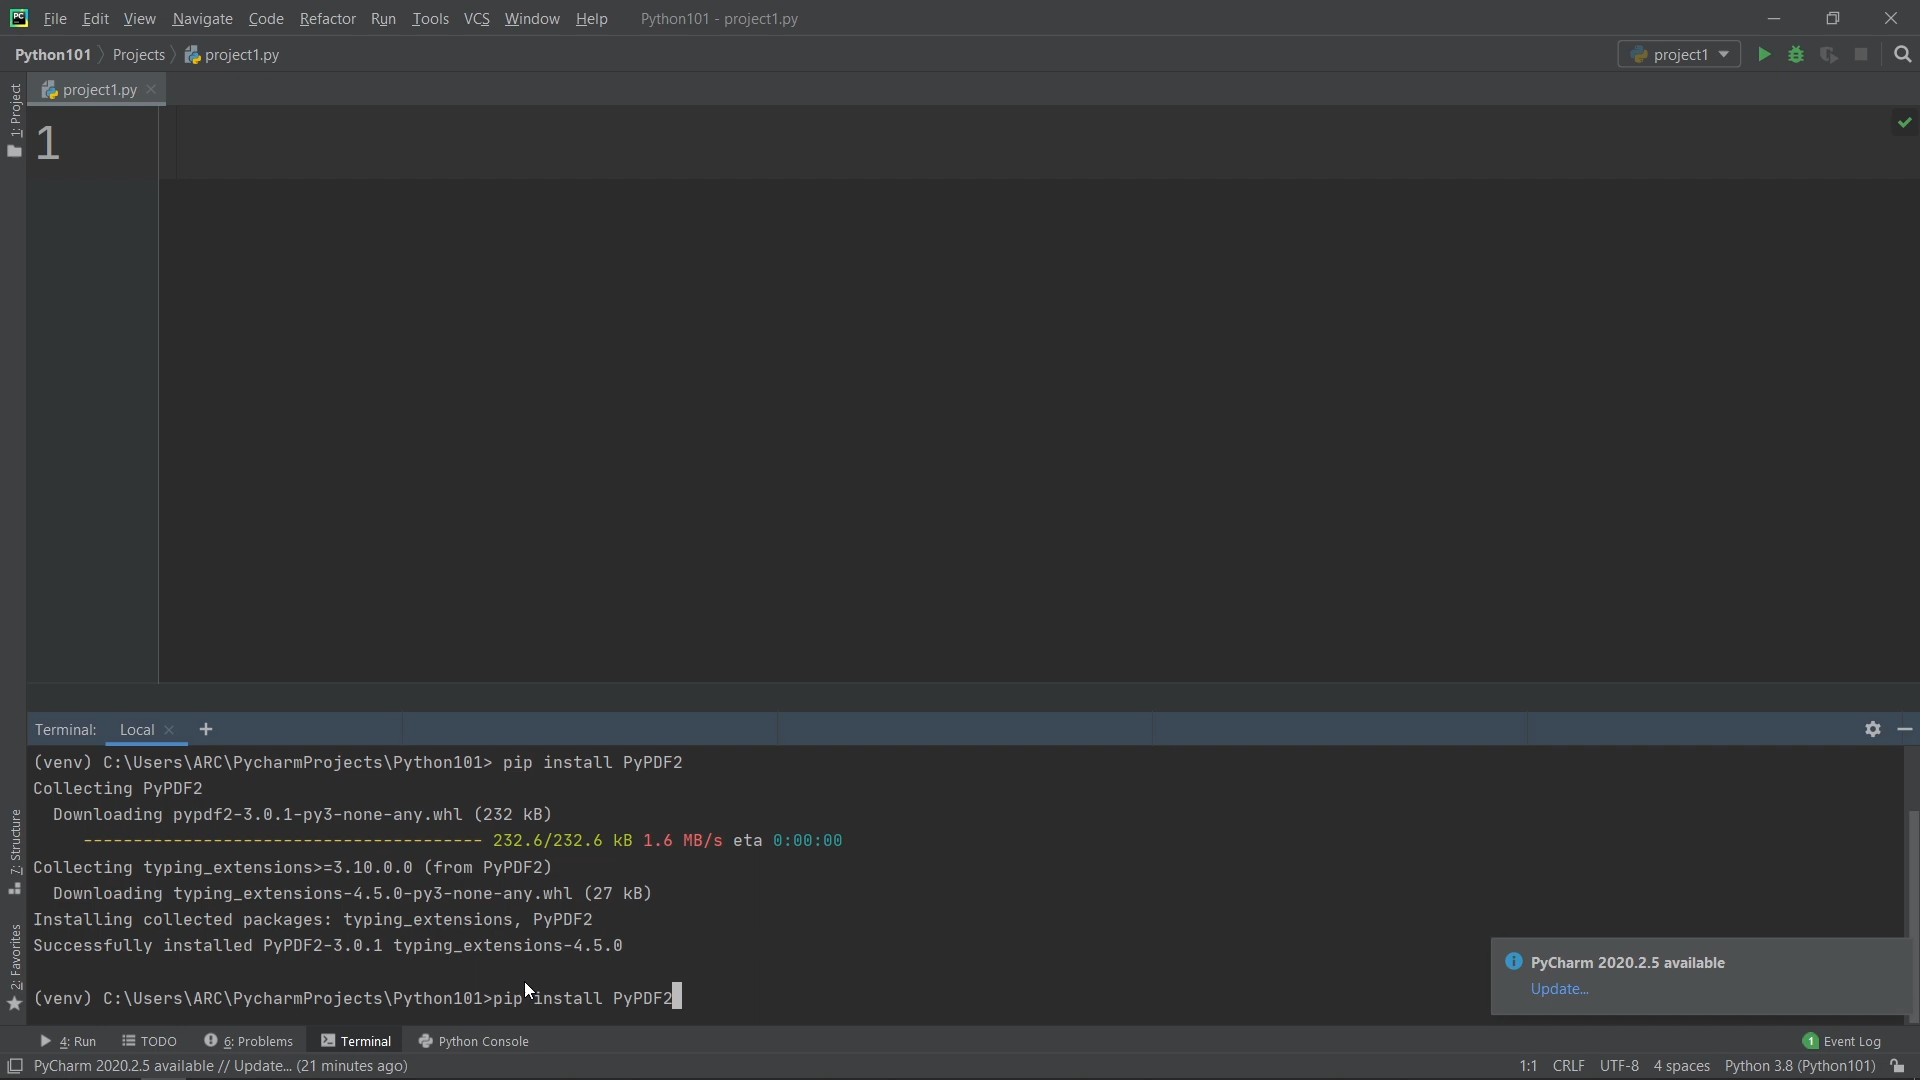 PC File Edit View Navigate Code Refactor Run Tools VCS Window Help Python101 - project1.py
Python101 Projects project1.py project1
project1.py
1: Project
1
Terminal: Local
(venv) C:\Users\ARC\PycharmProjects\Python101> pip install PyPDF2
Collecting PyPDF2
Downloading pypdf2-3.0.1-py3-none-any.whl (232 kB)
---------------------------------------- 232.6/232.6 kB 1.6 MB/s eta 0:00:00
Collecting typing_extensions>=3.10.0.0 (from PyPDF2)
Downloading typing_extensions-4.5.0-py3-none-any.whl (27 kB)
Installing collected packages: typing_extensions, PyPDF2
Successfully installed PyPDF2-3.0.1 typing_extensions-4.5.0
(venv) C:\Users\ARC\PycharmProjects\Python101>pip install PyPDF2
7: Structure
2: Favorites
PyCharm 2020.2.5 available
Update...
4: Run TODO 6: Problems Terminal Python Console 1 Event Log
PyCharm 2020.2.5 available // Update... (21 minutes ago) 1:1 CRLF UTF-8 4 spaces Python 3.8 (Python101)